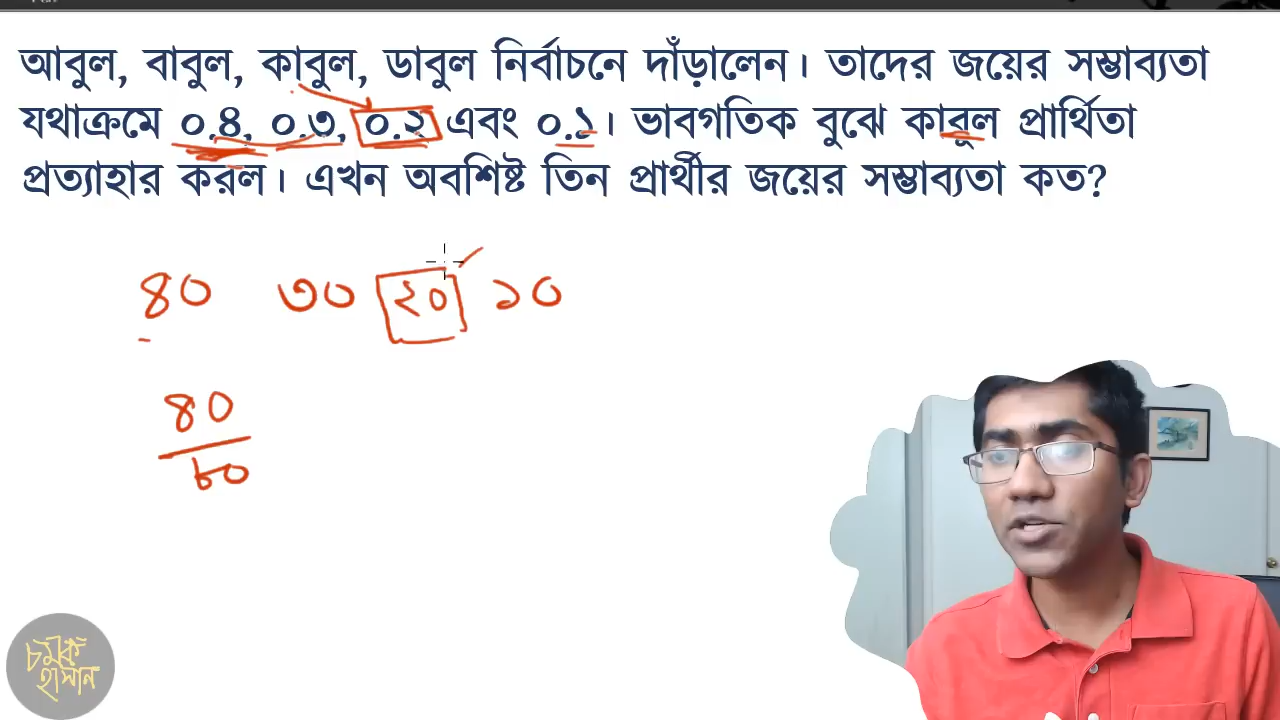 আবুল, বাবুল, কাবুল, ডাবুল নির্বাচনে দাঁড়ালেন। তাদের জয়ের সম্ভাব্যতা
যথাক্রমে ০.৪, ০.৩, ০.২ এবং ০.১। ভাবগতিক বুঝে কাবুল প্রার্থিতা
প্রত্যাহার করল। এখন অবশিষ্ট তিন প্রার্থীর জয়ের সম্ভাব্যতা কত?
৪০ ৩০ ২০ ১০
৪০
৮০
চমক
হাসান